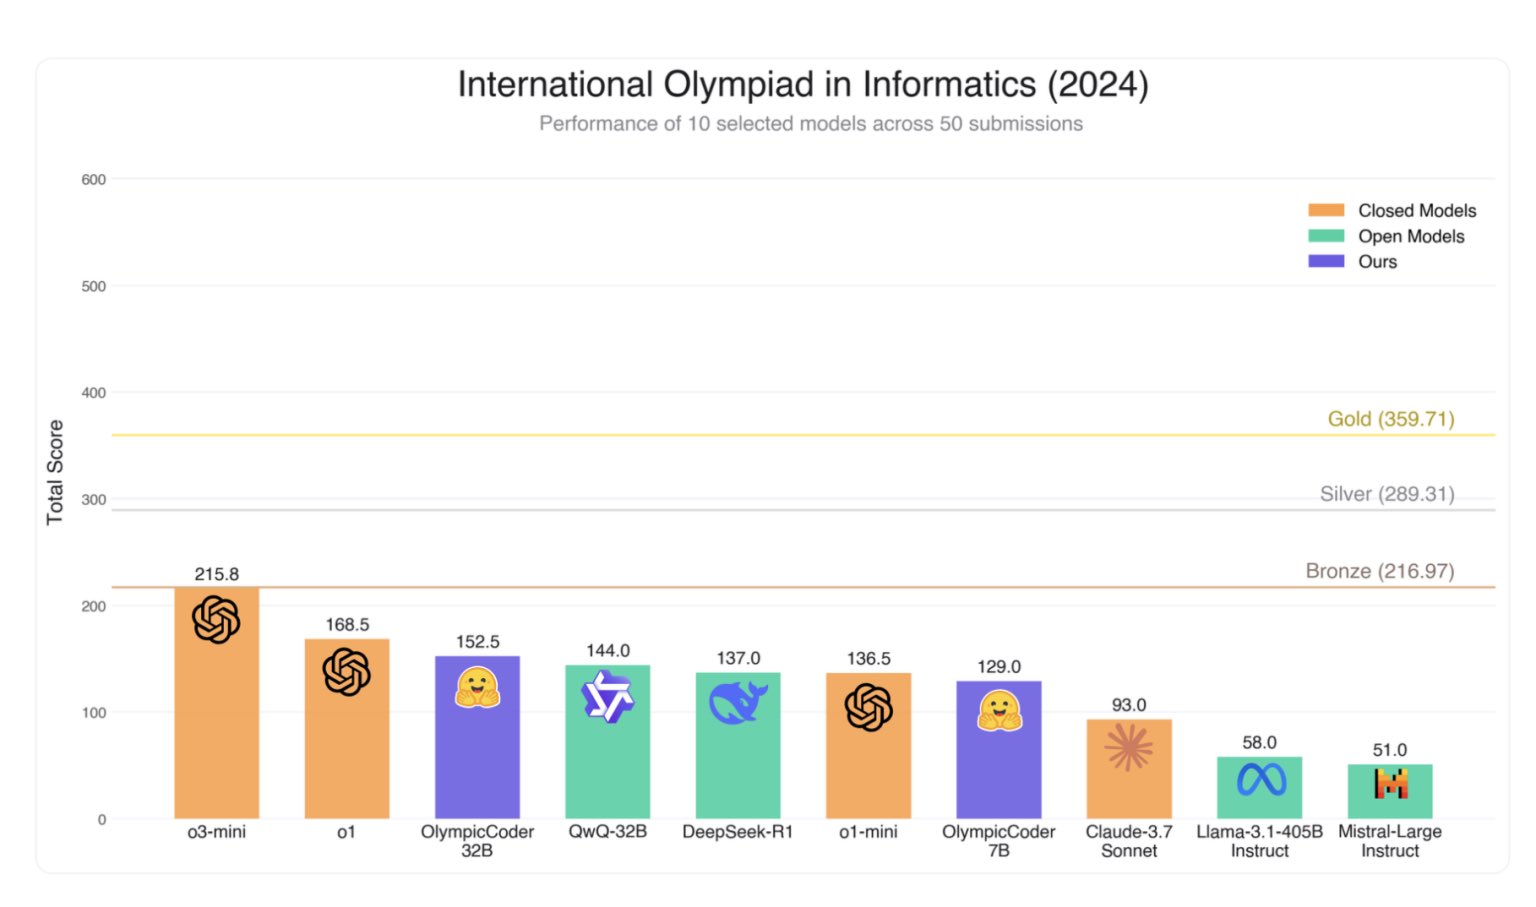 International Olympiad in Informatics (2024)
Performance of 10 selected models across 50 submissions
Closed Models
Open Models
Ours
Total Score
600
500
400
300
200
100
0
Gold (359.71)
Silver (289.31)
Bronze (216.97)
215.8
168.5
152.5
144.0
137.0
136.5
129.0
93.0
58.0
51.0
o3-mini
o1
OlympicCoder
32B
QwQ-32B
DeepSeek-R1
o1-mini
OlympicCoder
7B
Claude-3.7
Sonnet
Llama-3.1-405B
Instruct
Mistral-Large
Instruct